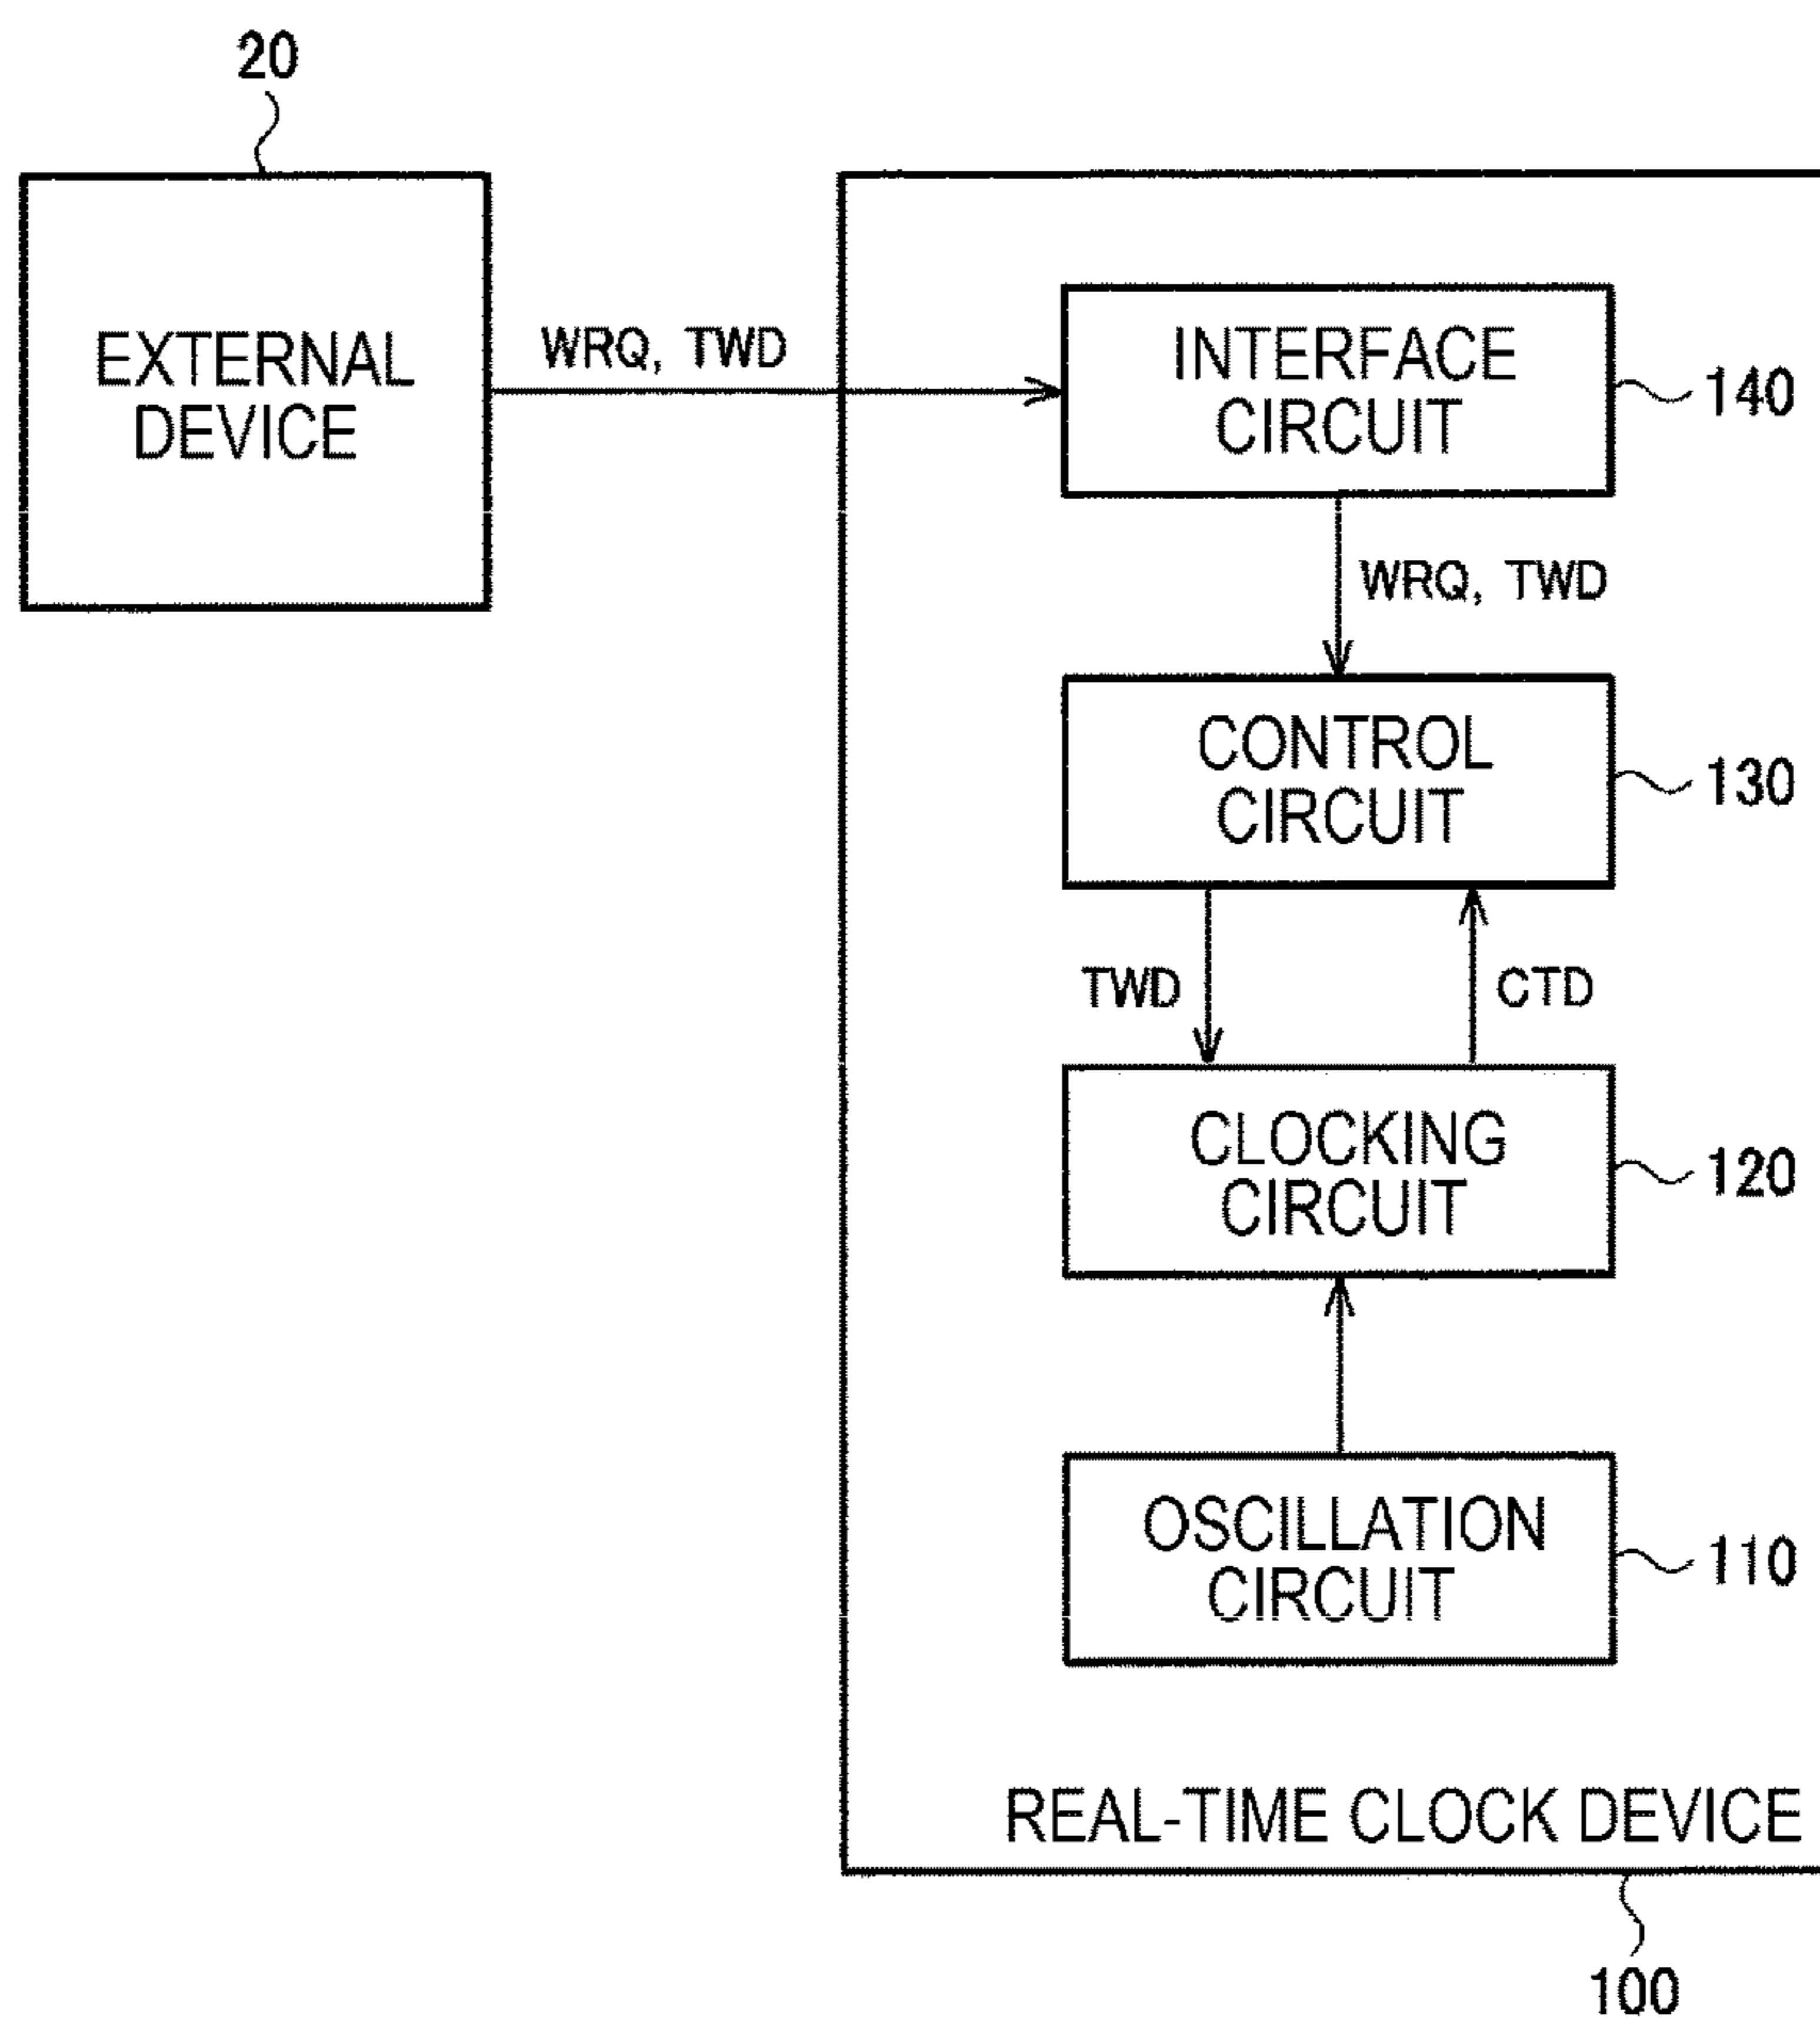 20
EXTERNAL
DEVICE
WRQ, TWD
INTERFACE
CIRCUIT
140
WRQ, TWD
CONTROL
CIRCUIT
130
TWD
CTD
CLOCKING
CIRCUIT
120
OSCILLATION
CIRCUIT
110
REAL-TIME CLOCK DEVICE
100